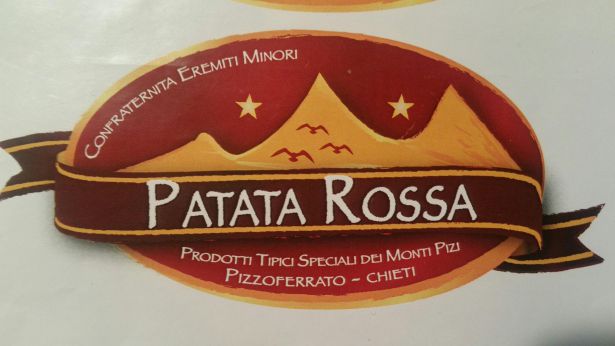 Confraternita Eremiti Minori
Patata Rossa
Prodotti Tipici Speciali dei Monti Pizi
Pizzoferrato - Chieti